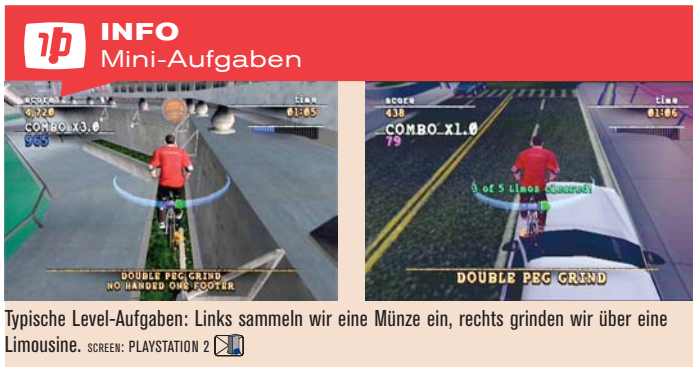 INFO
Mini-Aufgaben
score
4,720
COMBO X3.0
965
time
01:05
DOUBLE PEG GRIND
NO HANDED ONE FOOTER
score
438
COMBO X1.0
79
time
01:06
3 of 5 Limos Cleared!
DOUBLE PEG GRIND
Typische Level-Aufgaben: Links sammeln wir eine Münze ein, rechts grinden wir über eine
Limousine. SCREEN: PLAYSTATION 2